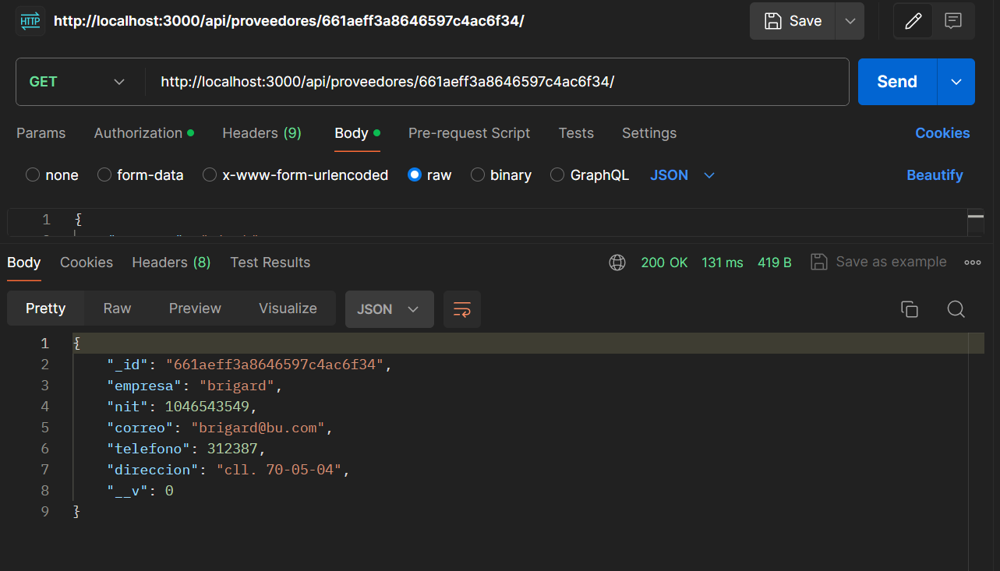 HTTP http://localhost:3000/api/proveedores/661aeff3a8646597c4ac6f34/ Save
GET http://localhost:3000/api/proveedores/661aeff3a8646597c4ac6f34/ Send
Params Authorization Headers (9) Body Pre-request Script Tests Settings Cookies
none form-data x-www-form-urlencoded raw binary GraphQL JSON Beautify
1 {
Body Cookies Headers (8) Test Results 200 OK 131 ms 419 B Save as example
Pretty Raw Preview Visualize JSON
1 {
2 "_id": "661aeff3a8646597c4ac6f34",
3 "empresa": "brigard",
4 "nit": 1046543549,
5 "correo": "brigard@bu.com",
6 "telefono": 312387,
7 "direccion": "cll. 70-05-04",
8 "__v": 0
9 }